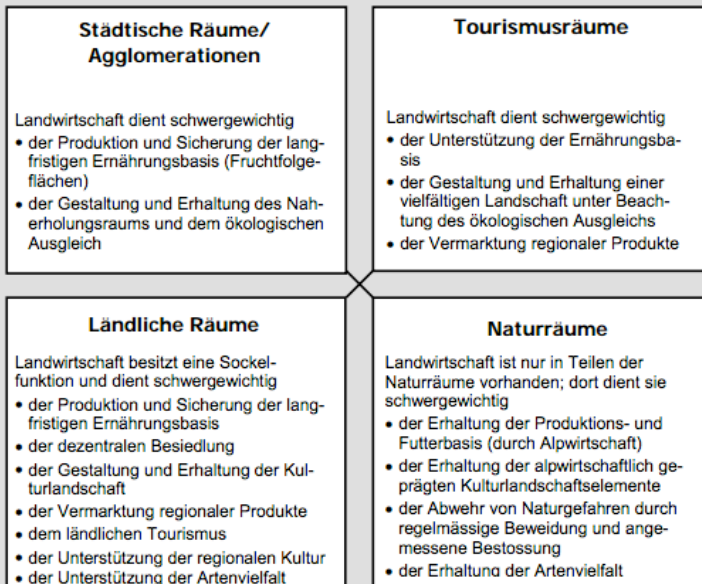 Städtische Räume/
Agglomerationen
Landwirtschaft dient schwergewichtig
• der Produktion und Sicherung der lang-
fristigen Ernährungsbasis (Fruchtfolge-
flächen)
• der Gestaltung und Erhaltung des Nah-
erholungsraums und dem ökologischen
Ausgleich
Tourismusräume
Landwirtschaft dient schwergewichtig
• der Unterstützung der Ernährungsba-
sis
• der Gestaltung und Erhaltung einer
vielfältigen Landschaft unter Beach-
tung des ökologischen Ausgleichs
• der Vermarktung regionaler Produkte
Ländliche Räume
Landwirtschaft besitzt eine Sockel-
funktion und dient schwergewichtig
• der Produktion und Sicherung der lang-
fristigen Ernährungsbasis
• der dezentralen Besiedlung
• der Gestaltung und Erhaltung der Kul-
turlandschaft
• der Vermarktung regionaler Produkte
• dem ländlichen Tourismus
• der Unterstützung der regionalen Kultur
• der Unterstützung der Artenvielfalt
Naturräume
Landwirtschaft ist nur in Teilen der
Naturräume vorhanden; dort dient sie
schwergewichtig
• der Erhaltung der Produktions- und
Futterbasis (durch Alpwirtschaft)
• der Erhaltung der alpwirtschaftlich ge-
prägten Kulturlandschaftselemente
• der Abwehr von Naturgefahren durch
regelmässige Beweidung und ange-
messene Bestossung
• der Erhaltung der Artenvielfalt